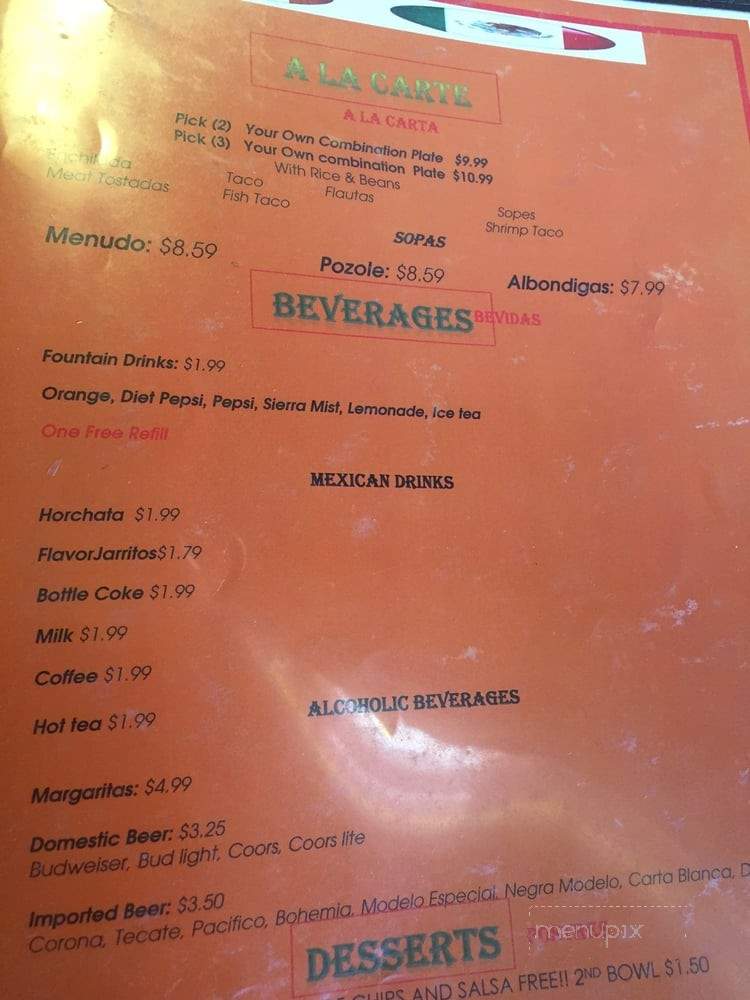 A LA CARTE
A LA CARTA
Pick (2) Your Own Combination Plate $9.99
Pick (3) Your Own combination Plate $10.99
With Rice & Beans
Enchilada Taco Flautas Sopes
Meat Tostadas Fish Taco Shrimp Taco
SOPAS
Menudo: $8.59 Pozole: $8.59 Albondigas: $7.99
BEVERAGES BEVIDAS
Fountain Drinks: $1.99
Orange, Diet Pepsi, Pepsi, Sierra Mist, Lemonade, Ice tea
One Free Refill
MEXICAN DRINKS
Horchata $1.99
FlavorJarritos$1.79
Bottle Coke $1.99
Milk $1.99
Coffee $1.99
Hot tea $1.99
ALCOHOLIC BEVERAGES
Margaritas: $4.99
Domestic Beer: $3.25
Budweiser, Bud light, Coors, Coors lite
Imported Beer: $3.50
Corona, Tecate, Pacifico, Bohemia, Modelo Especial, Negra Modelo, Carta Blanca,
DESSERTS
menupix
CHIPS AND SALSA FREE!! 2ND BOWL $1.50